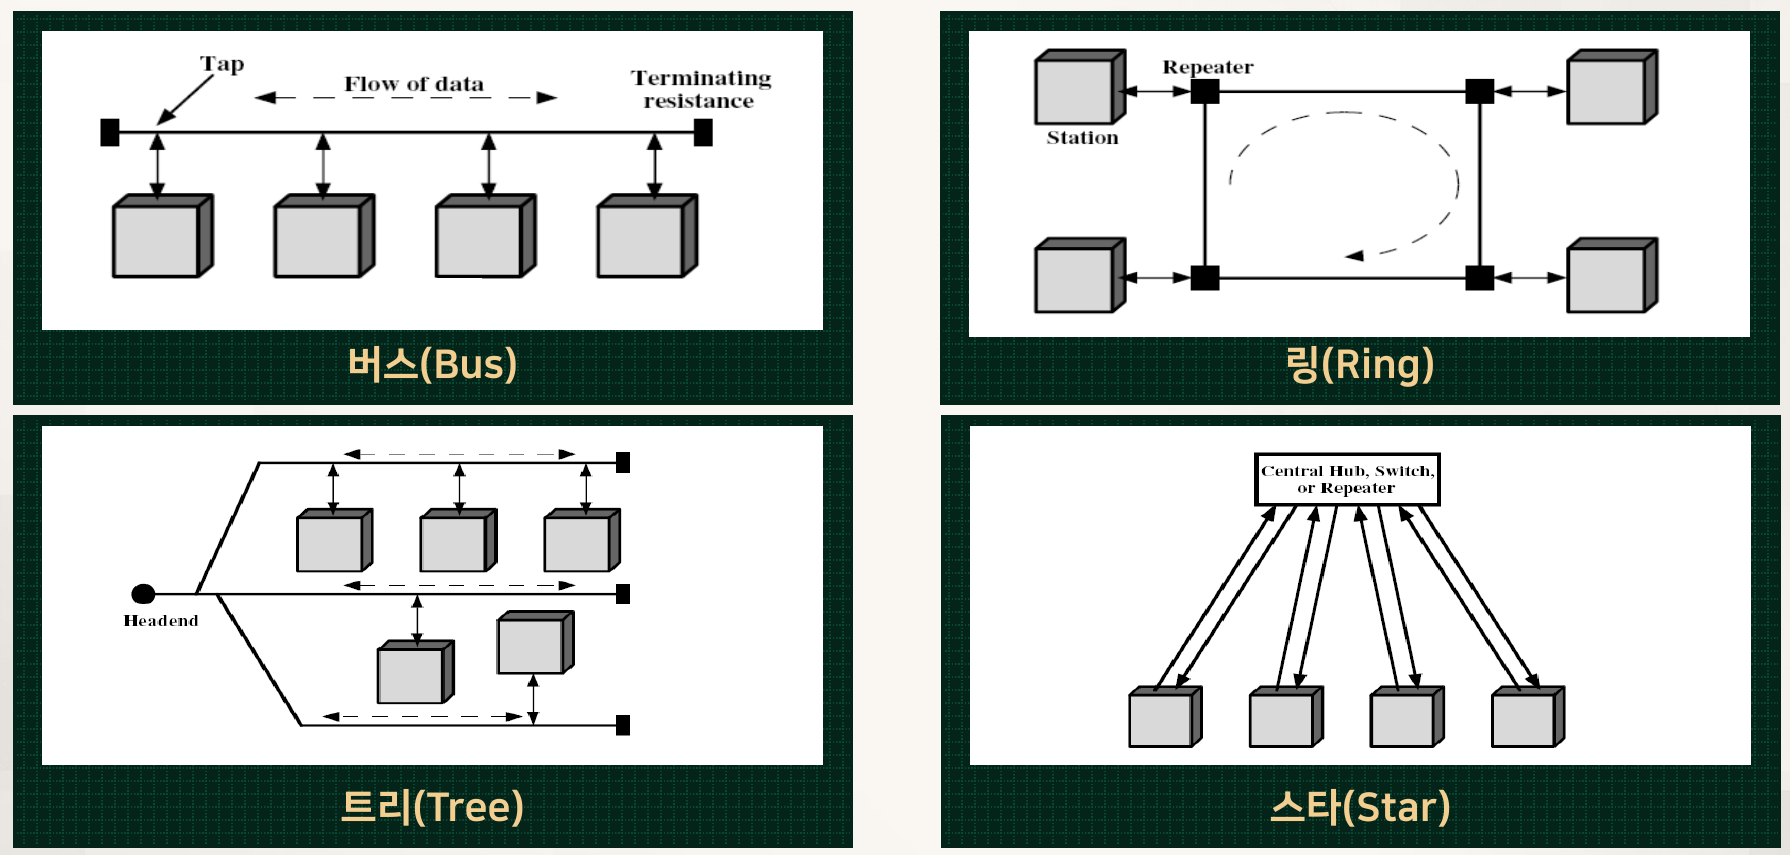 Tap
Flow of data
Terminating
resistance
버스(Bus)
Repeater
Station
링(Ring)
Headend
트리(Tree)
Central Hub, Switch,
or Repeater
스타(Star)